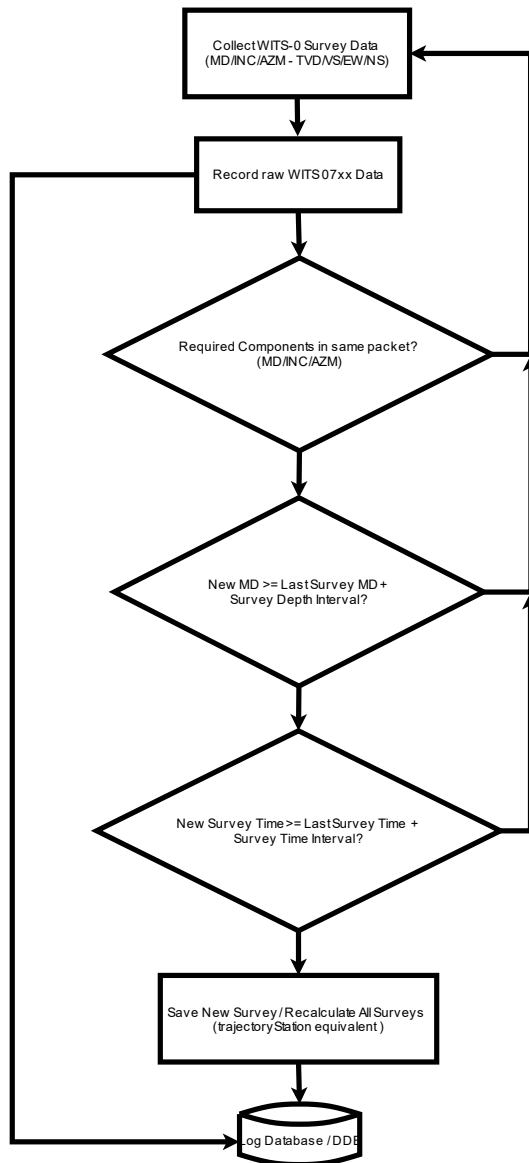 Collect WITS-0 Survey Data
(MD/INC/AZM - TVD/VS/EW/NS)
Record raw WITS 07xx Data
Required Components in same packet?
(MD/INC/AZM)
New MD >= Last Survey MD +
Survey Depth Interval?
New Survey Time >= Last Survey Time +
Survey Time Interval?
Save New Survey / Recalculate All Surveys
(trajectoryStation equivalent )
Log Database / DDE